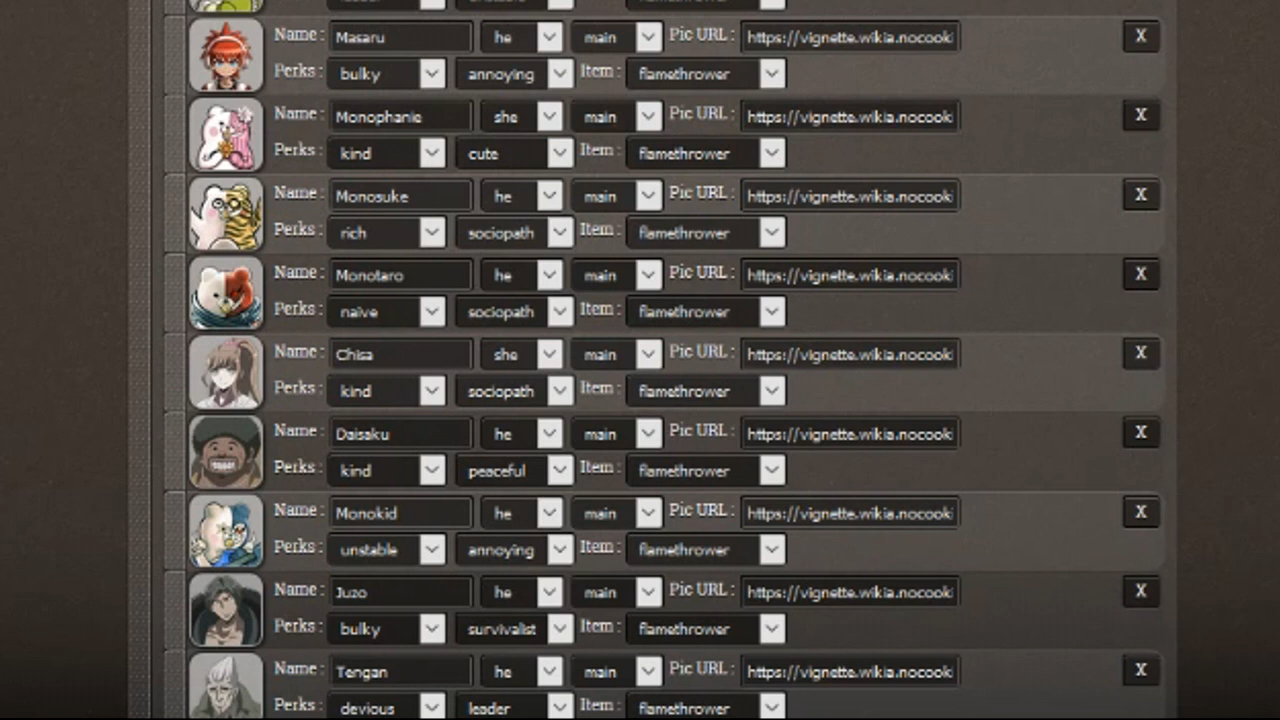 Name : Masaru he main Pic URL : https://vignette.wikia.nocook
Perks : bulky annoying Item : flamethrower
X
Name : Monophanie she main Pic URL : https://vignette.wikia.nocook
Perks : kind cute Item : flamethrower
X
Name : Monosuke he main Pic URL : https://vignette.wikia.nocook
Perks : rich sociopath Item : flamethrower
X
Name : Monotaro he main Pic URL : https://vignette.wikia.nocook
Perks : naive sociopath Item : flamethrower
X
Name : Chisa she main Pic URL : https://vignette.wikia.nocook
Perks : kind sociopath Item : flamethrower
X
Name : Daisaku he main Pic URL : https://vignette.wikia.nocook
Perks : kind peaceful Item : flamethrower
X
Name : Monokid he main Pic URL : https://vignette.wikia.nocook
Perks : unstable annoying Item : flamethrower
X
Name : Juzo he main Pic URL : https://vignette.wikia.nocook
Perks : bulky survivalist Item : flamethrower
X
Name : Tengan he main Pic URL : https://vignette.wikia.nocook
Perks : devious leader Item : flamethrower
X